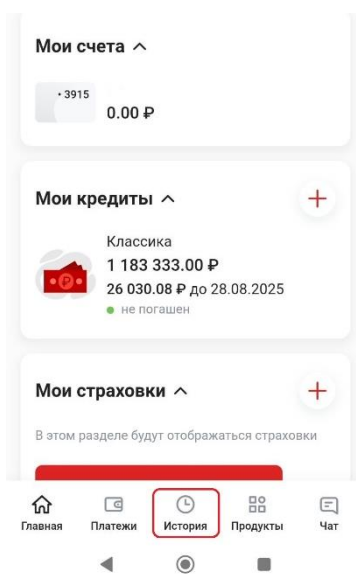 Мои счета
• 3915
0.00 ₽
Мои кредиты
Классика
1 183 333.00 ₽
26 030.08 ₽ до 28.08.2025
не погашен
Мои страховки
В этом разделе будут отображаться страховки
Главная Платежи История Продукты Чат